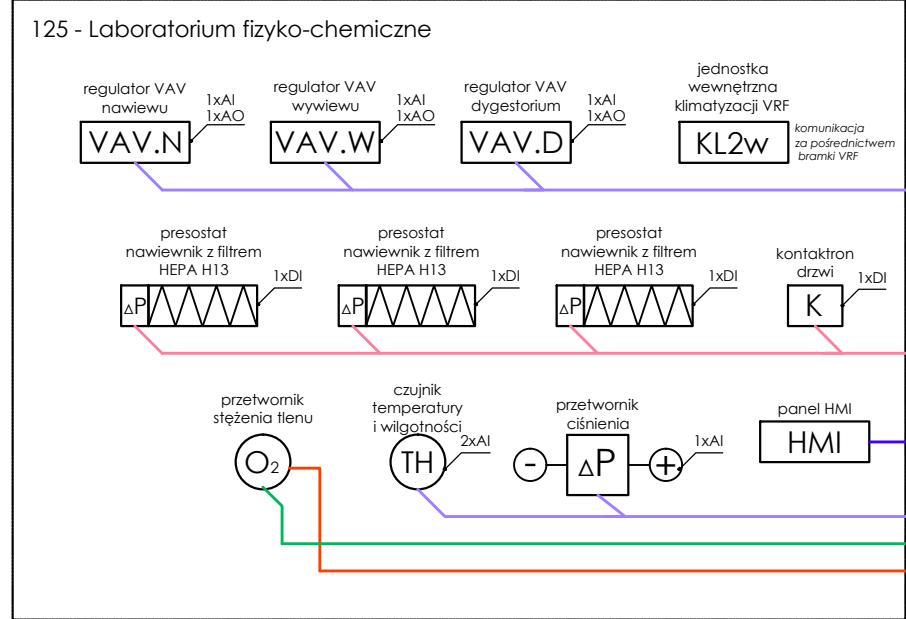 125 - Laboratorium fizyko-chemiczne
regulator VAV
nawiewu
1xAI
1xAO
VAV.N
regulator VAV
wywiewu
1xAI
1xAO
VAV.W
regulator VAV
dygestorium
1xAI
1xAO
VAV.D
jednostka
wewnętrzna
klimatyzacji VRF
KL2w
komunikacja
za pośrednictwem
bramki VRF
presostat
nawiewnik z filtrem
HEPA H13
1xDI
ΔP
presostat
nawiewnik z filtrem
HEPA H13
1xDI
ΔP
presostat
nawiewnik z filtrem
HEPA H13
1xDI
ΔP
kontaktron
drzwi
1xDI
K
przetwornik
stężenia tlenu
O2
czujnik
temperatury
i wilgotności
2xAI
TH
przetwornik
ciśnienia
1xAI
- ΔP +
panel HMI
HMI